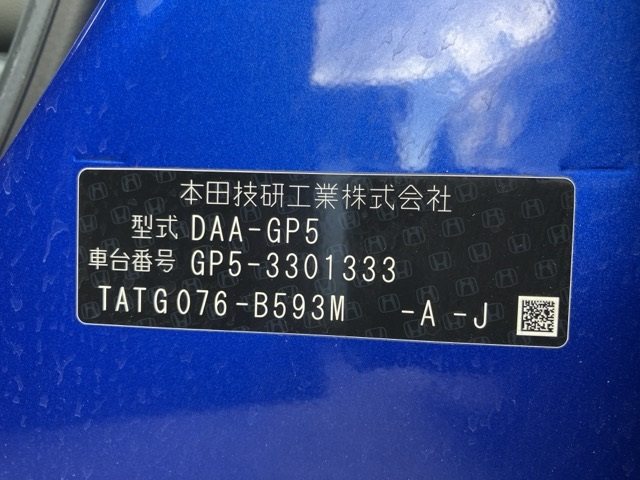 本田技研工業株式会社
型式 DAA-GP5
車台番号 GP5-3301333
TATG076-B593M -A -J